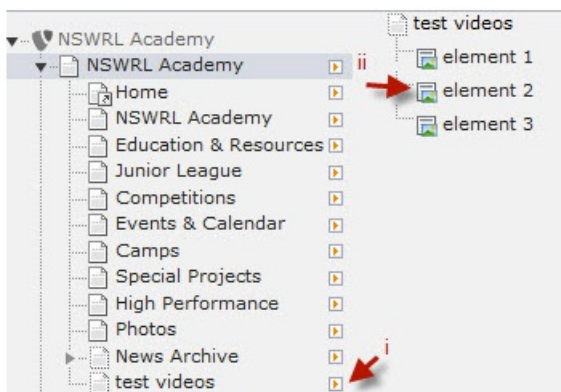 NSWRL Academy
NSWRL Academy
Home
NSWRL Academy
Education & Resources
Junior League
Competitions
Events & Calendar
Camps
Special Projects
High Performance
Photos
News Archive
test videos
i
ii
test videos
element 1
element 2
element 3